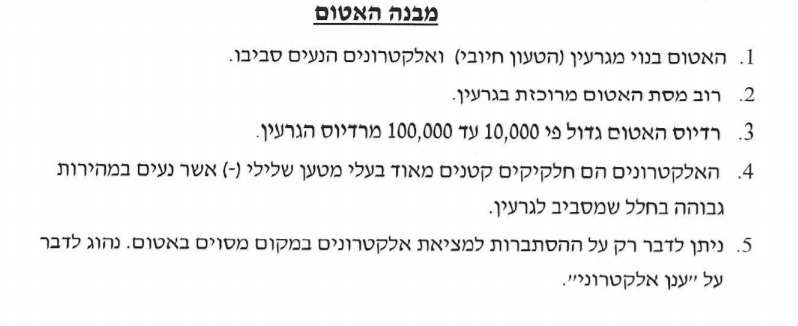 מבנה האטום
1. האטום בנוי מגרעין (הטעון חיובי) ואלקטרונים הנעים סביבו.
2. רוב מסת האטום מרוכזת בגרעין.
3. רדיוס האטום גדול פי 10,000 עד 100,000 מרדיוס הגרעין.
4. האלקטרונים הם חלקיקים קטנים מאוד בעלי מטען שלילי (-) אשר נעים במהירות
גבוהה בחלל שמסביב לגרעין.
5. ניתן לדבר רק על ההסתברות למציאת אלקטרונים במקום מסוים באטום. נהוג לדבר
על "ענן אלקטרוני".